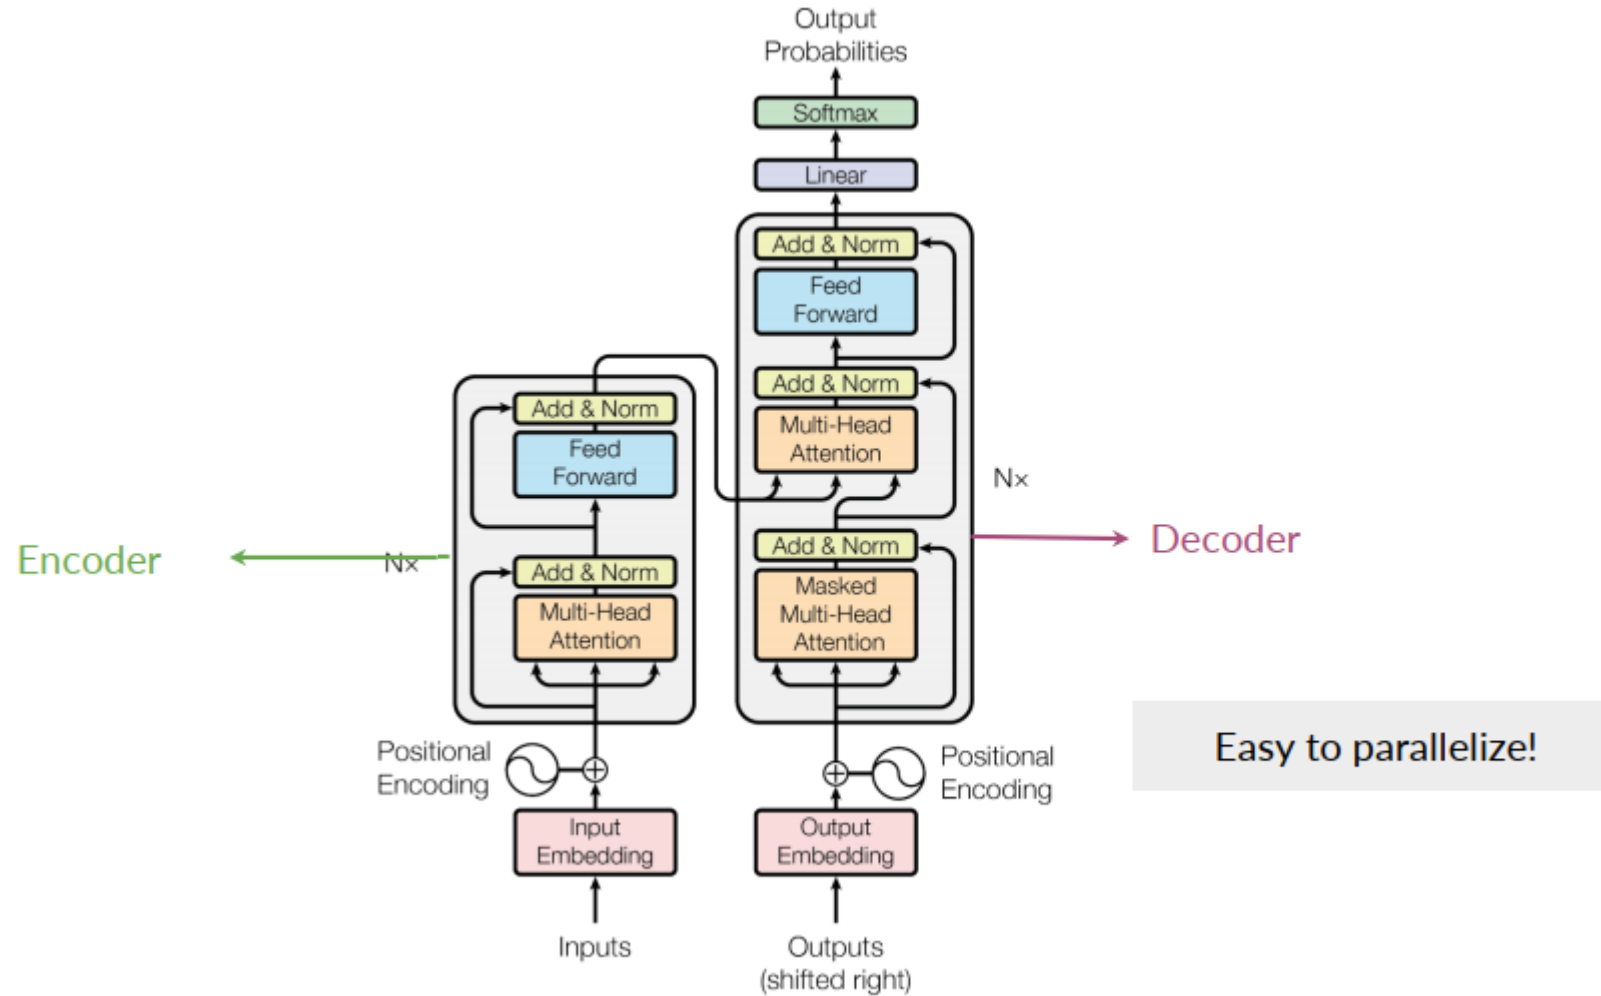 Output
Probabilities
Softmax
Linear
Add & Norm
Feed
Forward
Add & Norm
Multi-Head
Attention
Nx
Add & Norm
Masked
Multi-Head
Attention
Decoder
Add & Norm
Feed
Forward
Encoder
Nx
Add & Norm
Multi-Head
Attention
Positional
Encoding
Positional
Encoding
Easy to parallelize!
Input
Embedding
Output
Embedding
Inputs
Outputs
(shifted right)